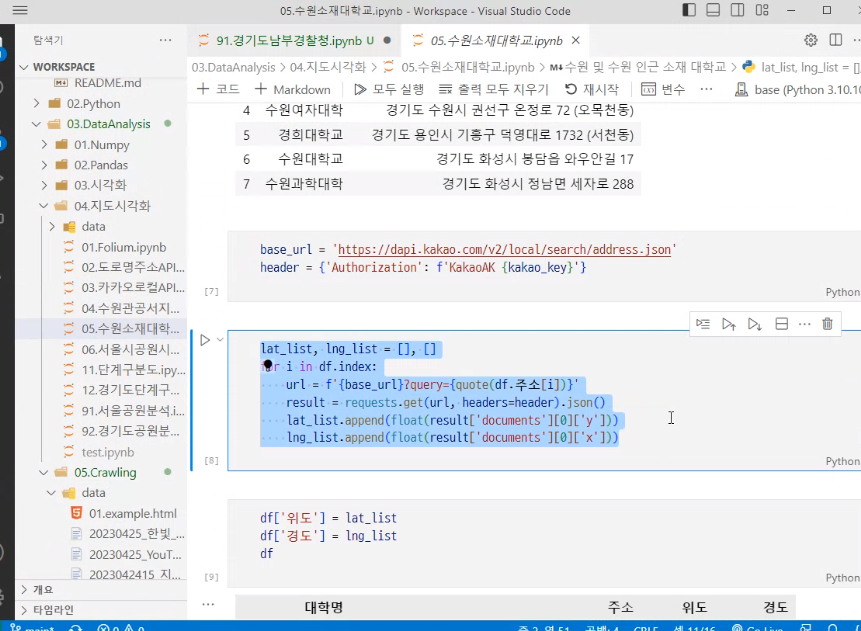 05.수원소재대학교.ipynb - Workspace - Visual Studio Code
탐색기
91.경기도남부경찰청.ipynb U
05.수원소재대학교.ipynb
WORKSPACE
03.DataAnalysis > 04.지도시각화 > 05.수원소재대학교.ipynb > M↓수원 및 수원 인근 소재 대학교 > lat_list, lng_list = []
README.md
+ 코드 + Markdown 모두 실행 출력 모두 지우기 재시작 변수 ... base (Python 3.10.10
02.Python
03.DataAnalysis
01.Numpy
02.Pandas
03.시각화
04.지도시각화
data
01.Folium.ipynb
02.도로명주소API...
03.카카오로컬API...
04.수원관공서지...
05.수원소재대학...
06.서울시공원시...
11.단계구분도.ipy...
12.경기도단계구...
91.서울공원분석.i...
92.경기도공원분...
test.ipynb
05.Crawling
data
01.example.html
20230425_한빛_...
20230425_YouT...
2023042415_지...
개요
타임라인
4 수원여자대학 경기도 수원시 권선구 온정로 72 (오목천동)
5 경희대학교 경기도 용인시 기흥구 덕영대로 1732 (서천동)
6 수원대학교 경기도 화성시 봉담읍 와우안길 17
7 수원과학대학 경기도 화성시 정남면 세자로 288
base_url = 'https://dapi.kakao.com/v2/local/search/address.json'
header = {'Authorization': f'KakaoAK {kakao_key}'}
[7]
Python
lat_list, lng_list = [], []
for i in df.index:
url = f'{base_url}?query={quote(df.주소[i])}'
result = requests.get(url, headers=header).json()
lat_list.append(float(result['documents'][0]['y']))
lng_list.append(float(result['documents'][0]['x']))
[8]
Python
df['위도'] = lat_list
df['경도'] = lng_list
df
[9]
Python
대학명 주소 위도 경도
main* 0 0 줄 2, 열 51 공백: 4 CRLF 셀 11/16 Go Live